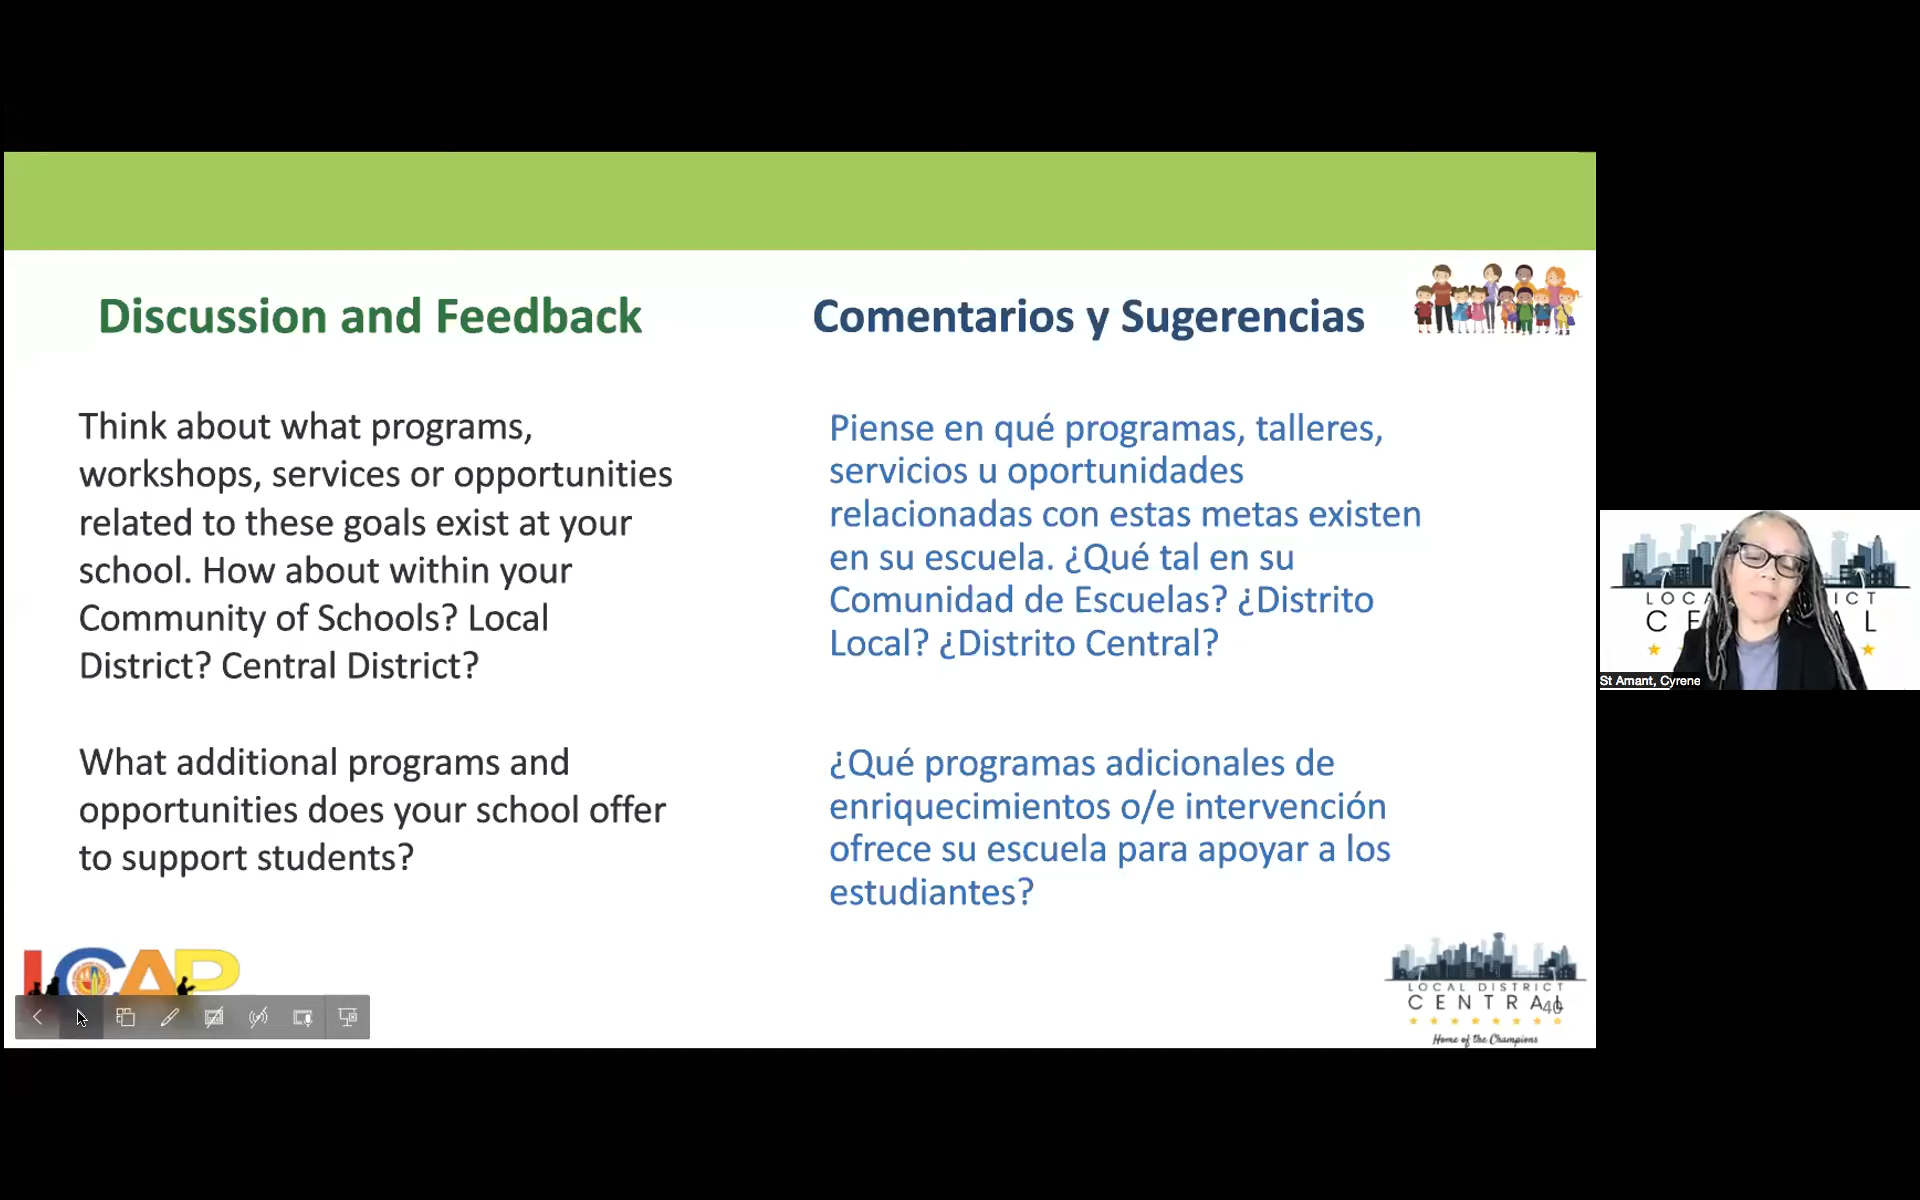 Discussion and Feedback
Think about what programs,
workshops, services or opportunities
related to these goals exist at your
school. How about within your
Community of Schools? Local
District? Central District?
What additional programs and
opportunities does your school offer
to support students?
Comentarios y Sugerencias
Piense en qué programas, talleres,
servicios u oportunidades
relacionadas con estas metas existen
en su escuela. ¿Qué tal en su
Comunidad de Escuelas? ¿Distrito
Local? ¿Distrito Central?
¿Qué programas adicionales de
enriquecimientos o/e intervención
ofrece su escuela para apoyar a los
estudiantes?
LCAP
LOCAL DISTRICT
CENTRAL
40
Home of the Champions
St Amant, Cyrene